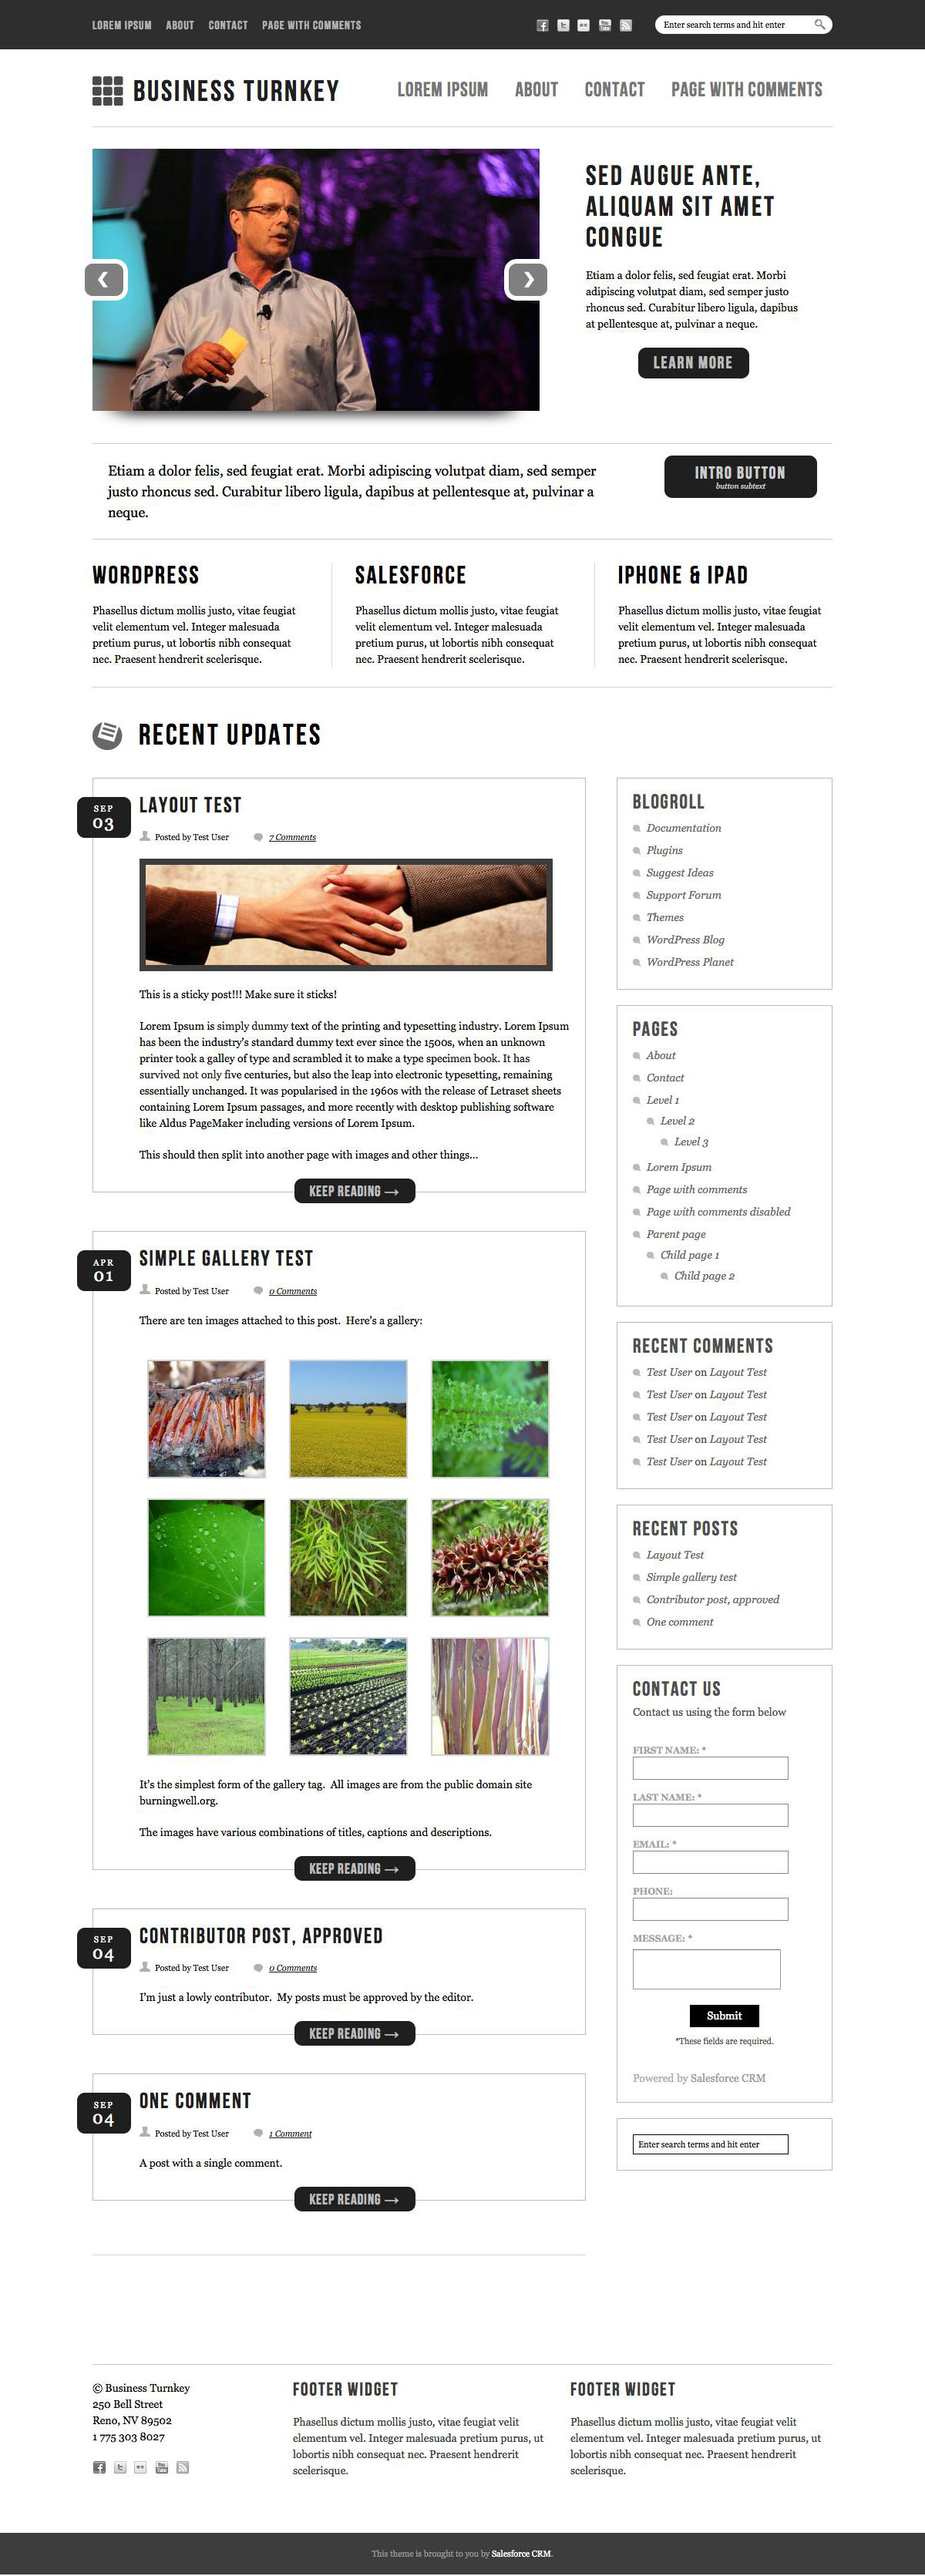 LOREM IPSUM ABOUT CONTACT PAGE WITH COMMENTS
Enter search terms and hit enter
BUSINESS TURNKEY
LOREM IPSUM ABOUT CONTACT PAGE WITH COMMENTS
SED AUGUE ANTE,
ALIQUAM SIT AMET
CONGUE
Etiam a dolor felis, sed feugiat erat. Morbi
adipiscing volutpat diam, sed semper justo
rhoncus sed. Curabitur libero ligula, dapibus
at pellentesque at, pulvinar a neque.
LEARN MORE
Etiam a dolor felis, sed feugiat erat. Morbi adipiscing volutpat diam, sed semper
justo rhoncus sed. Curabitur libero ligula, dapibus at pellentesque at, pulvinar a
neque.
INTRO BUTTON
button subtext
WORDPRESS
Phasellus dictum mollis justo, vitae feugiat
velit elementum vel. Integer malesuada
pretium purus, ut lobortis nibh consequat
nec. Praesent hendrerit scelerisque.
SALESFORCE
Phasellus dictum mollis justo, vitae feugiat
velit elementum vel. Integer malesuada
pretium purus, ut lobortis nibh consequat
nec. Praesent hendrerit scelerisque.
IPHONE & IPAD
Phasellus dictum mollis justo, vitae feugiat
velit elementum vel. Integer malesuada
pretium purus, ut lobortis nibh consequat
nec. Praesent hendrerit scelerisque.
RECENT UPDATES
SEP
03
LAYOUT TEST
Posted by Test User 7 Comments
This is a sticky post!!! Make sure it sticks!
Lorem Ipsum is simply dummy text of the printing and typesetting industry. Lorem Ipsum
has been the industry's standard dummy text ever since the 1500s, when an unknown
printer took a galley of type and scrambled it to make a type specimen book. It has
survived not only five centuries, but also the leap into electronic typesetting, remaining
essentially unchanged. It was popularised in the 1960s with the release of Letraset sheets
containing Lorem Ipsum passages, and more recently with desktop publishing software
like Aldus PageMaker including versions of Lorem Ipsum.
This should then split into another page with images and other things...
KEEP READING →
APR
01
SIMPLE GALLERY TEST
Posted by Test User 0 Comments
There are ten images attached to this post. Here's a gallery:
It's the simplest form of the gallery tag. All images are from the public domain site
burningwell.org.
The images have various combinations of titles, captions and descriptions.
KEEP READING →
SEP
04
CONTRIBUTOR POST, APPROVED
Posted by Test User 0 Comments
I'm just a lowly contributor. My posts must be approved by the editor.
KEEP READING →
SEP
04
ONE COMMENT
Posted by Test User 1 Comment
A post with a single comment.
KEEP READING →
BLOGROLL
Documentation
Plugins
Suggest Ideas
Support Forum
Themes
WordPress Blog
WordPress Planet
PAGES
About
Contact
Level 1
Level 2
Level 3
Lorem Ipsum
Page with comments
Page with comments disabled
Parent page
Child page 1
Child page 2
RECENT COMMENTS
Test User on Layout Test
Test User on Layout Test
Test User on Layout Test
Test User on Layout Test
Test User on Layout Test
RECENT POSTS
Layout Test
Simple gallery test
Contributor post, approved
One comment
CONTACT US
Contact us using the form below
FIRST NAME: *
LAST NAME: *
EMAIL: *
PHONE:
MESSAGE: *
Submit
*These fields are required.
Powered by Salesforce CRM
Enter search terms and hit enter
© Business Turnkey
250 Bell Street
Reno, NV 89502
1 775 303 8027
FOOTER WIDGET
Phasellus dictum mollis justo, vitae feugiat velit
elementum vel. Integer malesuada pretium purus, ut
lobortis nibh consequat nec. Praesent hendrerit
scelerisque.
FOOTER WIDGET
Phasellus dictum mollis justo, vitae feugiat velit
elementum vel. Integer malesuada pretium purus, ut
lobortis nibh consequat nec. Praesent hendrerit
scelerisque.
This theme is brought to you by Salesforce CRM.